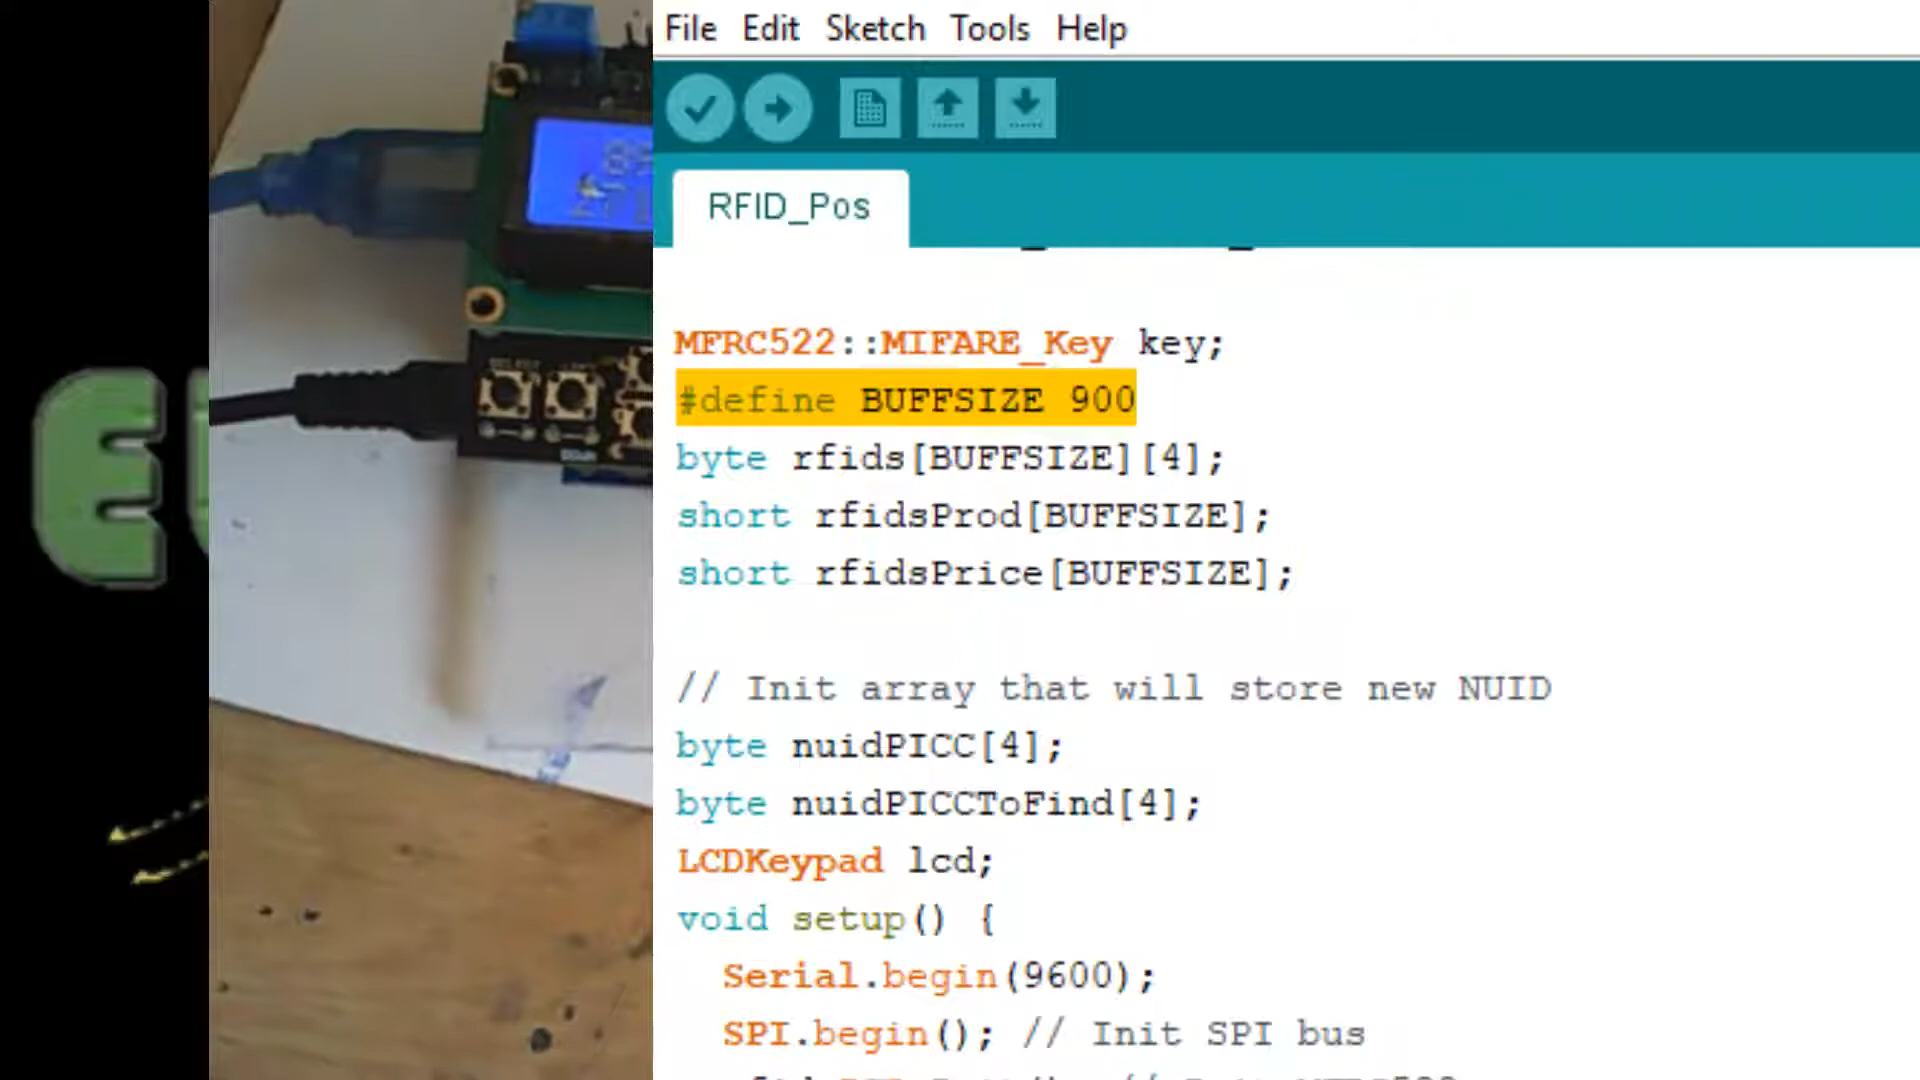 File Edit Sketch Tools Help
RFID_Pos
MFRC522::MIFARE_Key key;
#define BUFFSIZE 900
byte rfids[BUFFSIZE][4];
short rfidsProd[BUFFSIZE];
short rfidsPrice[BUFFSIZE];
// Init array that will store new NUID
byte nuidPICC[4];
byte nuidPICCToFind[4];
LCDKeypad lcd;
void setup() {
Serial.begin(9600);
SPI.begin(); // Init SPI bus